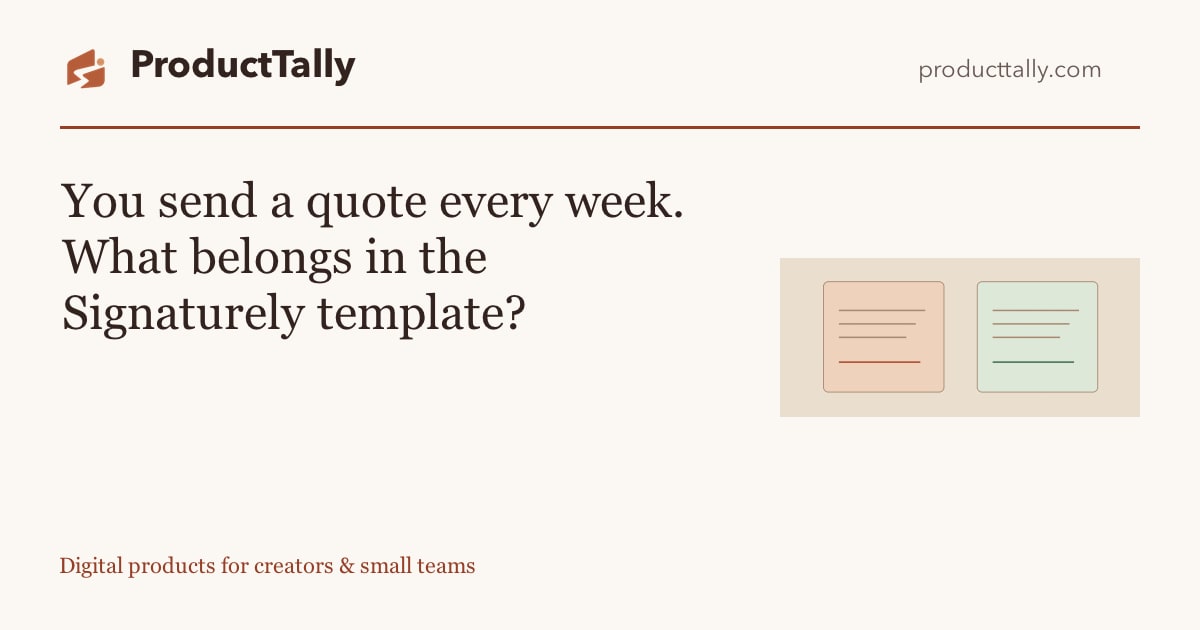 ProductTally
producttally.com
You send a quote every week.
What belongs in the
Signaturely template?
Digital products for creators & small teams